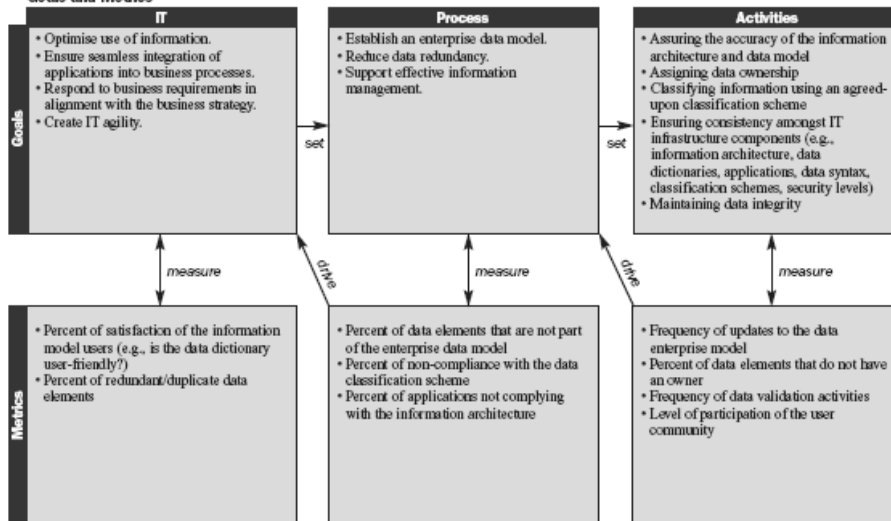 Goals and Metrics
IT
Process
Activities
Goals
• Optimise use of information.
• Ensure seamless integration of
applications into business processes.
• Respond to business requirements in
alignment with the business strategy.
• Create IT agility.
set
• Establish an enterprise data model.
• Reduce data redundancy.
• Support effective information
management.
set
• Assuring the accuracy of the information
architecture and data model
• Assigning data ownership
• Classifying information using an agreed-
upon classification scheme
• Ensuring consistency amongst IT
infrastructure components (e.g.,
information architecture, data
dictionaries, applications, data syntax,
classification schemes, security levels)
• Maintaining data integrity
measure
drive
measure
drive
measure
Metrics
• Percent of satisfaction of the information
model users (e.g., is the data dictionary
user-friendly?)
• Percent of redundant/duplicate data
elements
• Percent of data elements that are not part
of the enterprise data model
• Percent of non-compliance with the data
classification scheme
• Percent of applications not complying
with the information architecture
• Frequency of updates to the data
enterprise model
• Percent of data elements that do not have
an owner
• Frequency of data validation activities
• Level of participation of the user
community